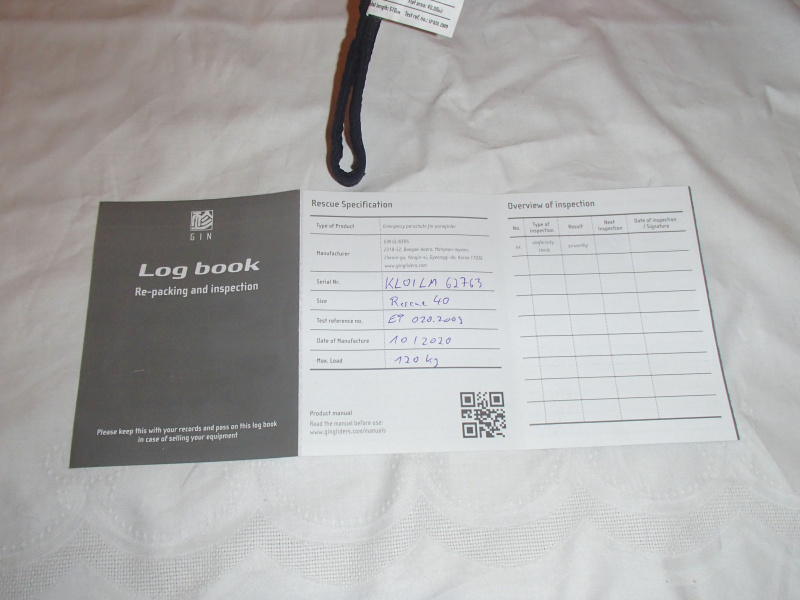 Test ref. no.:
GIN
Log book
Re-packing and inspection
Please keep this with your records and pass on this log book
in case of selling your equipment
Rescue Specification
Type of Product Emergency parachute for paraglider
Manufacturer GIN GLIDERS
www.gingliders.com
Serial Nr. KL01LM 62763
Size Rescue 40
Test reference no. EP 020.2009
Date of Manufacture 10/2020
Max. Load 120 kg
Product manual
Read the manual before use:
www.gingliders.com/manuals
Overview of inspection
No. Type of inspection Result Next inspection Date of inspection / Signature